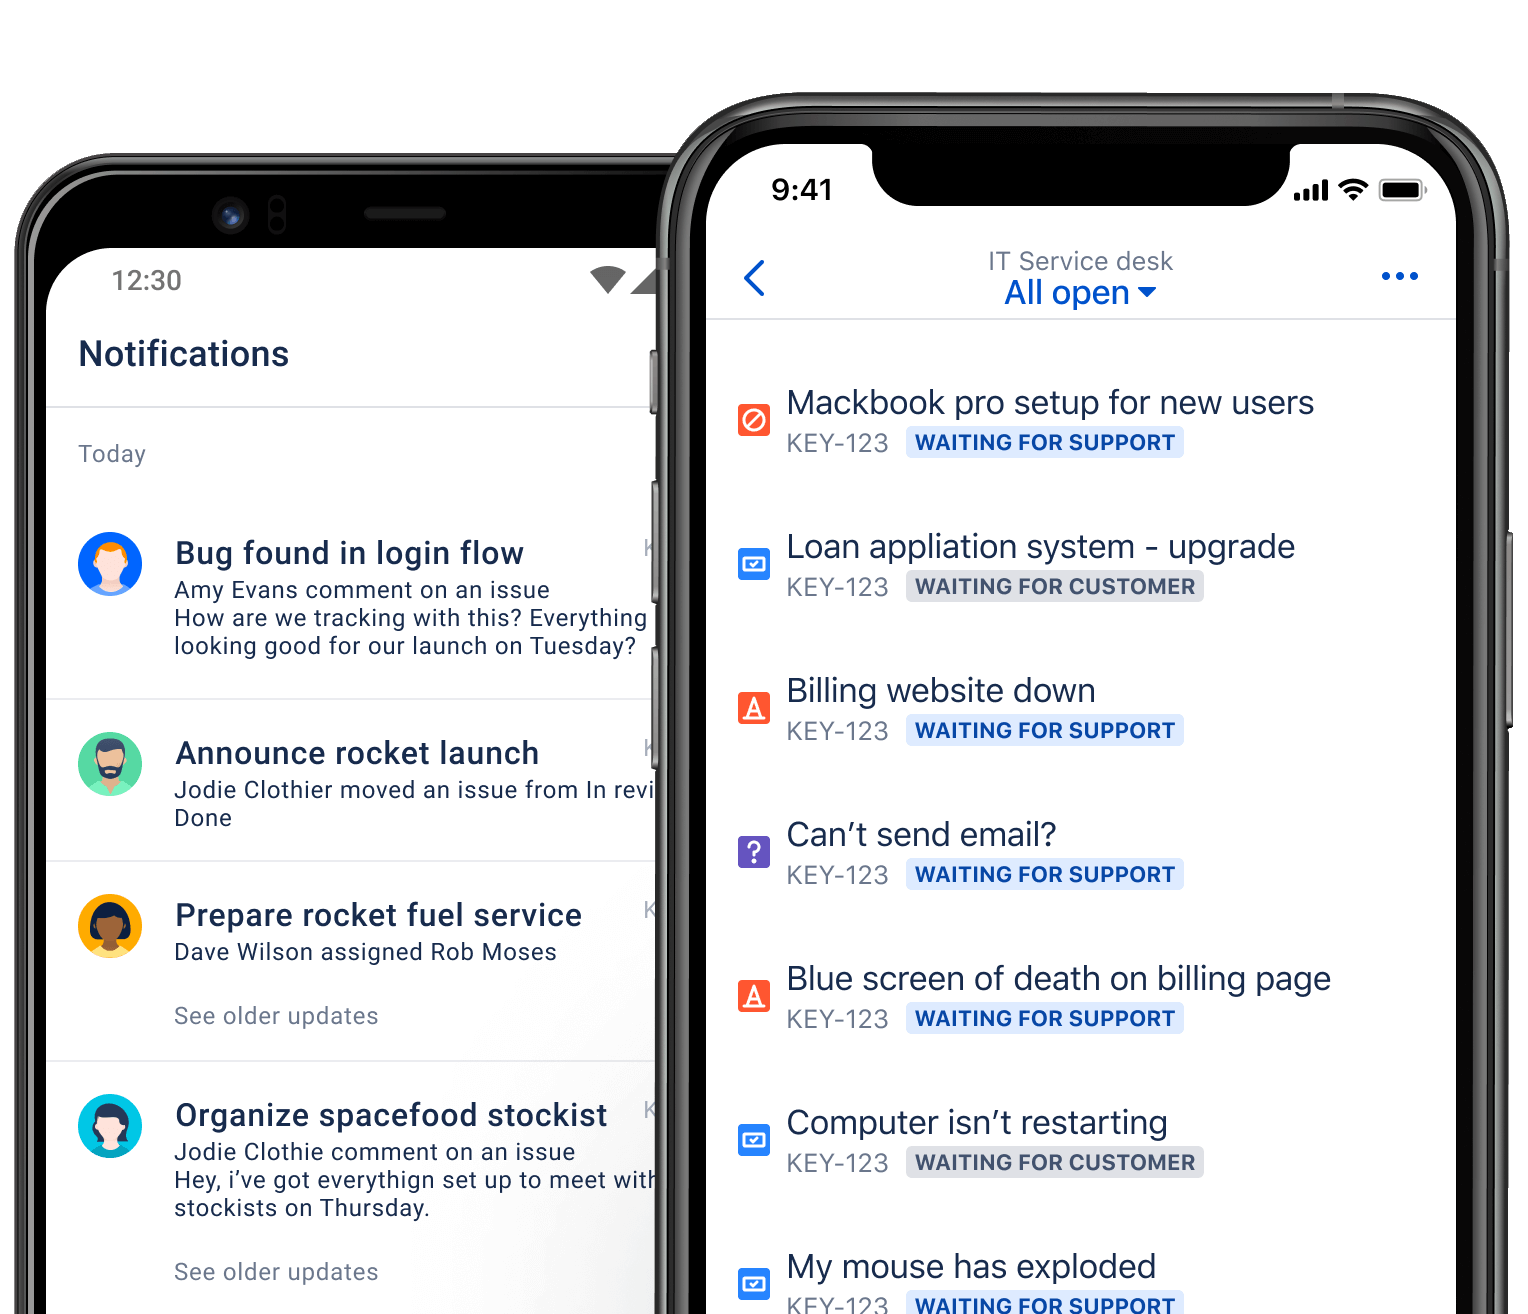 12:30
Notifications
Today
Bug found in login flow
Amy Evans comment on an issue
How are we tracking with this? Everything
looking good for our launch on Tuesday?
Announce rocket launch
Jodie Clothier moved an issue from In revi
Done
Prepare rocket fuel service
Dave Wilson assigned Rob Moses
See older updates
Organize spacefood stockist
Jodie Clothie comment on an issue
Hey, i’ve got everythign set up to meet with
stockists on Thursday.
See older updates
9:41
IT Service desk
All open
Mackbook pro setup for new users
KEY-123 WAITING FOR SUPPORT
Loan appliation system - upgrade
KEY-123 WAITING FOR CUSTOMER
Billing website down
KEY-123 WAITING FOR SUPPORT
Can’t send email?
KEY-123 WAITING FOR SUPPORT
Blue screen of death on billing page
KEY-123 WAITING FOR SUPPORT
Computer isn’t restarting
KEY-123 WAITING FOR CUSTOMER
My mouse has exploded
KEY-123 WAITING FOR SUPPORT